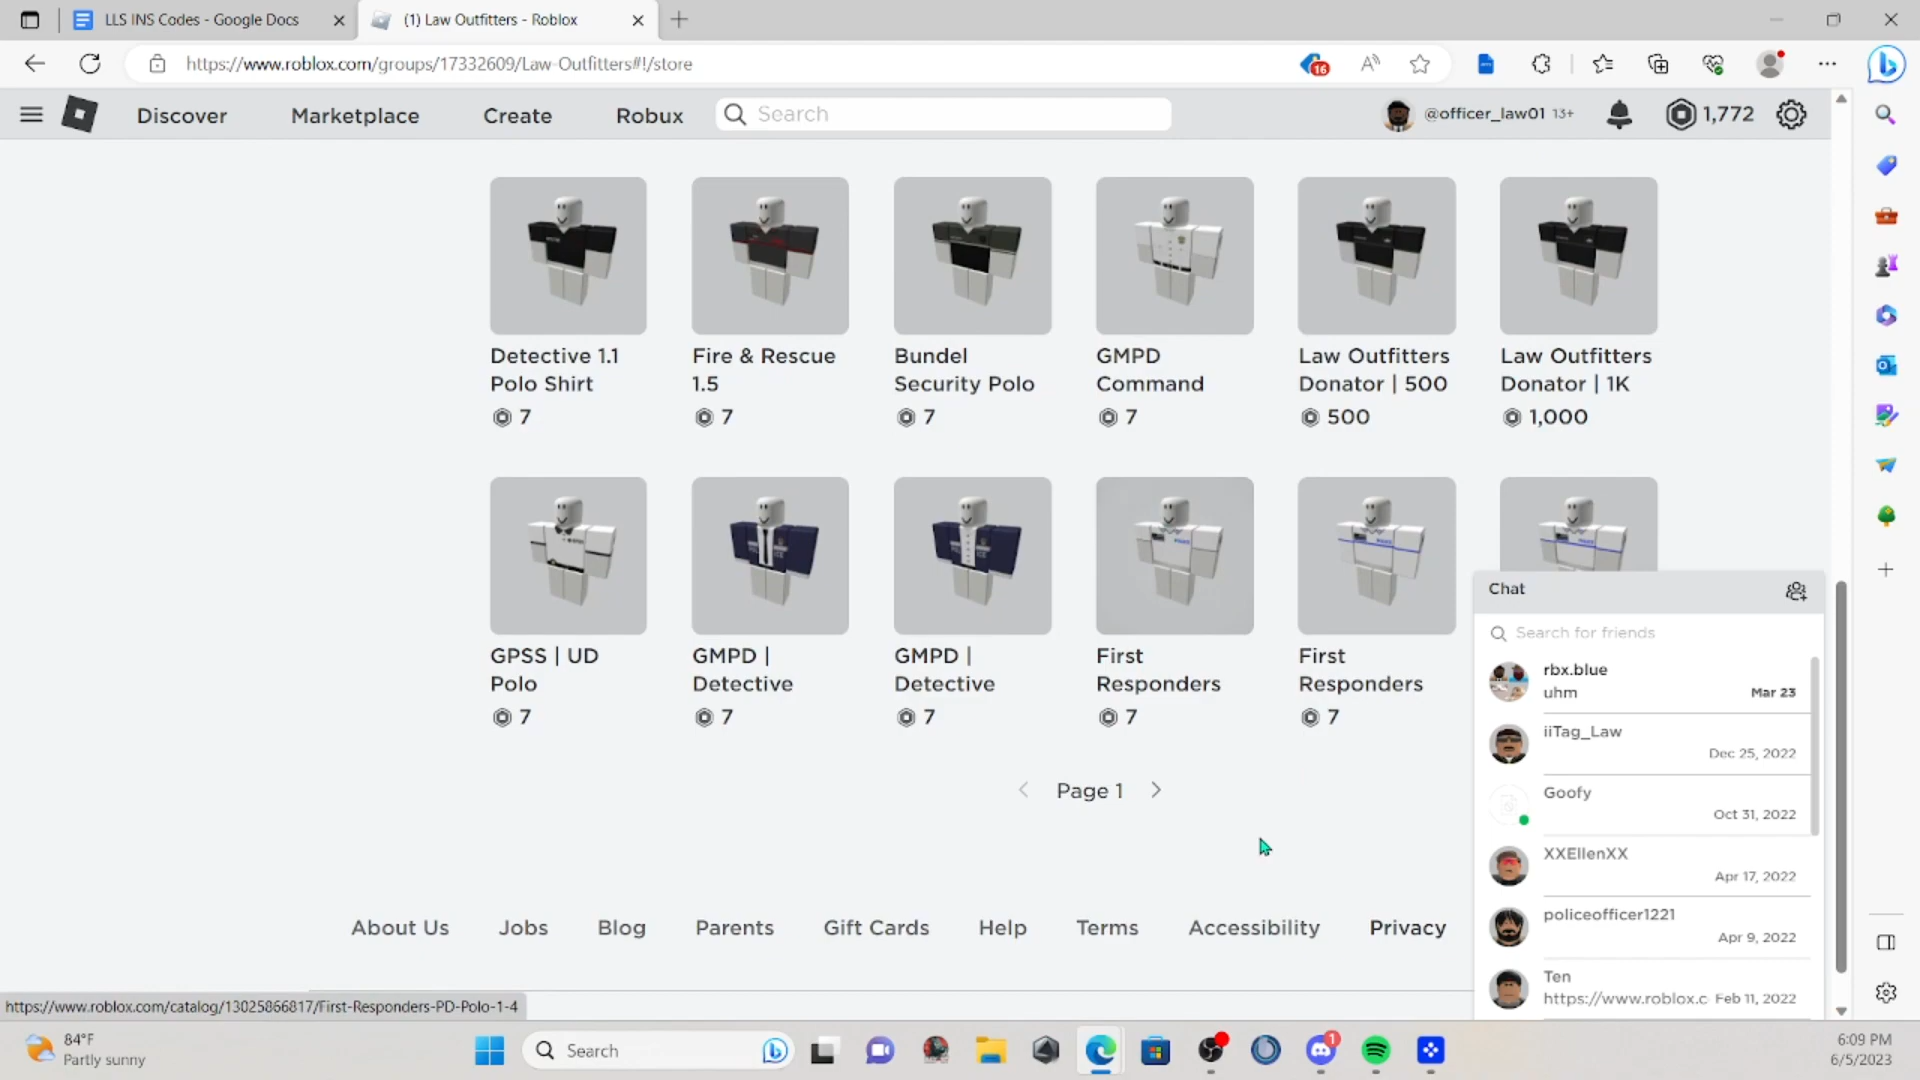 LLS INS Codes - Google Docs
(1) Law Outfitters - Roblox
https://www.roblox.com/groups/17332609/Law-Outfitters#!/store
16
Discover
Marketplace
Create
Robux
Search
@officer_law01 13+
1,772
Detective 1.1
Polo Shirt
7
Fire & Rescue
1.5
7
Bundel
Security Polo
7
GMPD
Command
7
Law Outfitters
Donator | 500
500
Law Outfitters
Donator | 1K
1,000
GPSS | UD
Polo
7
GMPD |
Detective
7
GMPD |
Detective
7
First
Responders
7
First
Responders
7
Page 1
Chat
Search for friends
rbx.blue
uhm
Mar 23
iiTag_Law
Dec 25, 2022
Goofy
Oct 31, 2022
XXEllenXX
Apr 17, 2022
policeofficer1221
Apr 9, 2022
Ten
https://www.roblox.c
Feb 11, 2022
About Us
Jobs
Blog
Parents
Gift Cards
Help
Terms
Accessibility
Privacy
https://www.roblox.com/catalog/13025866817/First-Responders-PD-Polo-1-4
84°F
Partly sunny
Search
1
6:09 PM
6/5/2023